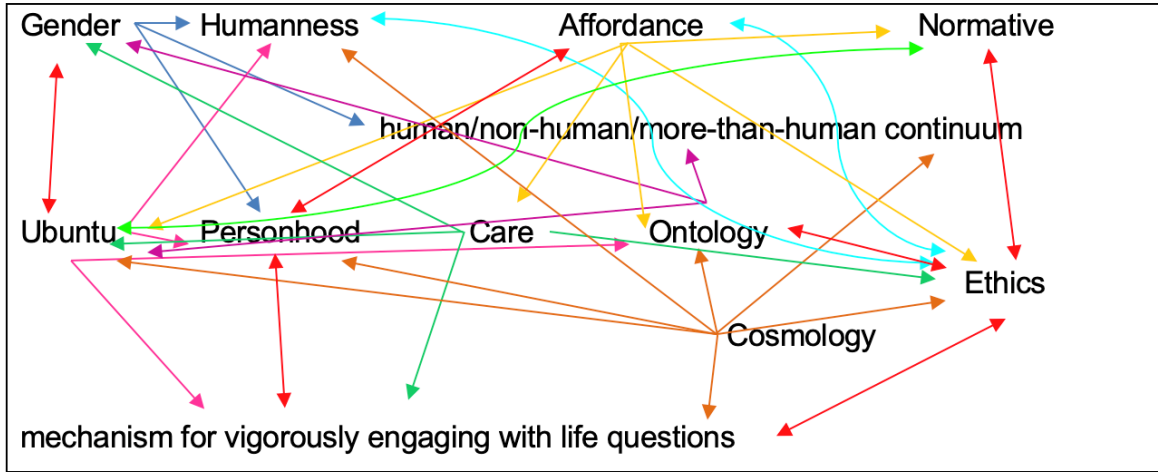 Gender Humanness Affordance Normative
human/non-human/more-than-human continuum
Ubuntu Personhood Care Ontology
Ethics
Cosmology
mechanism for vigorously engaging with life questions